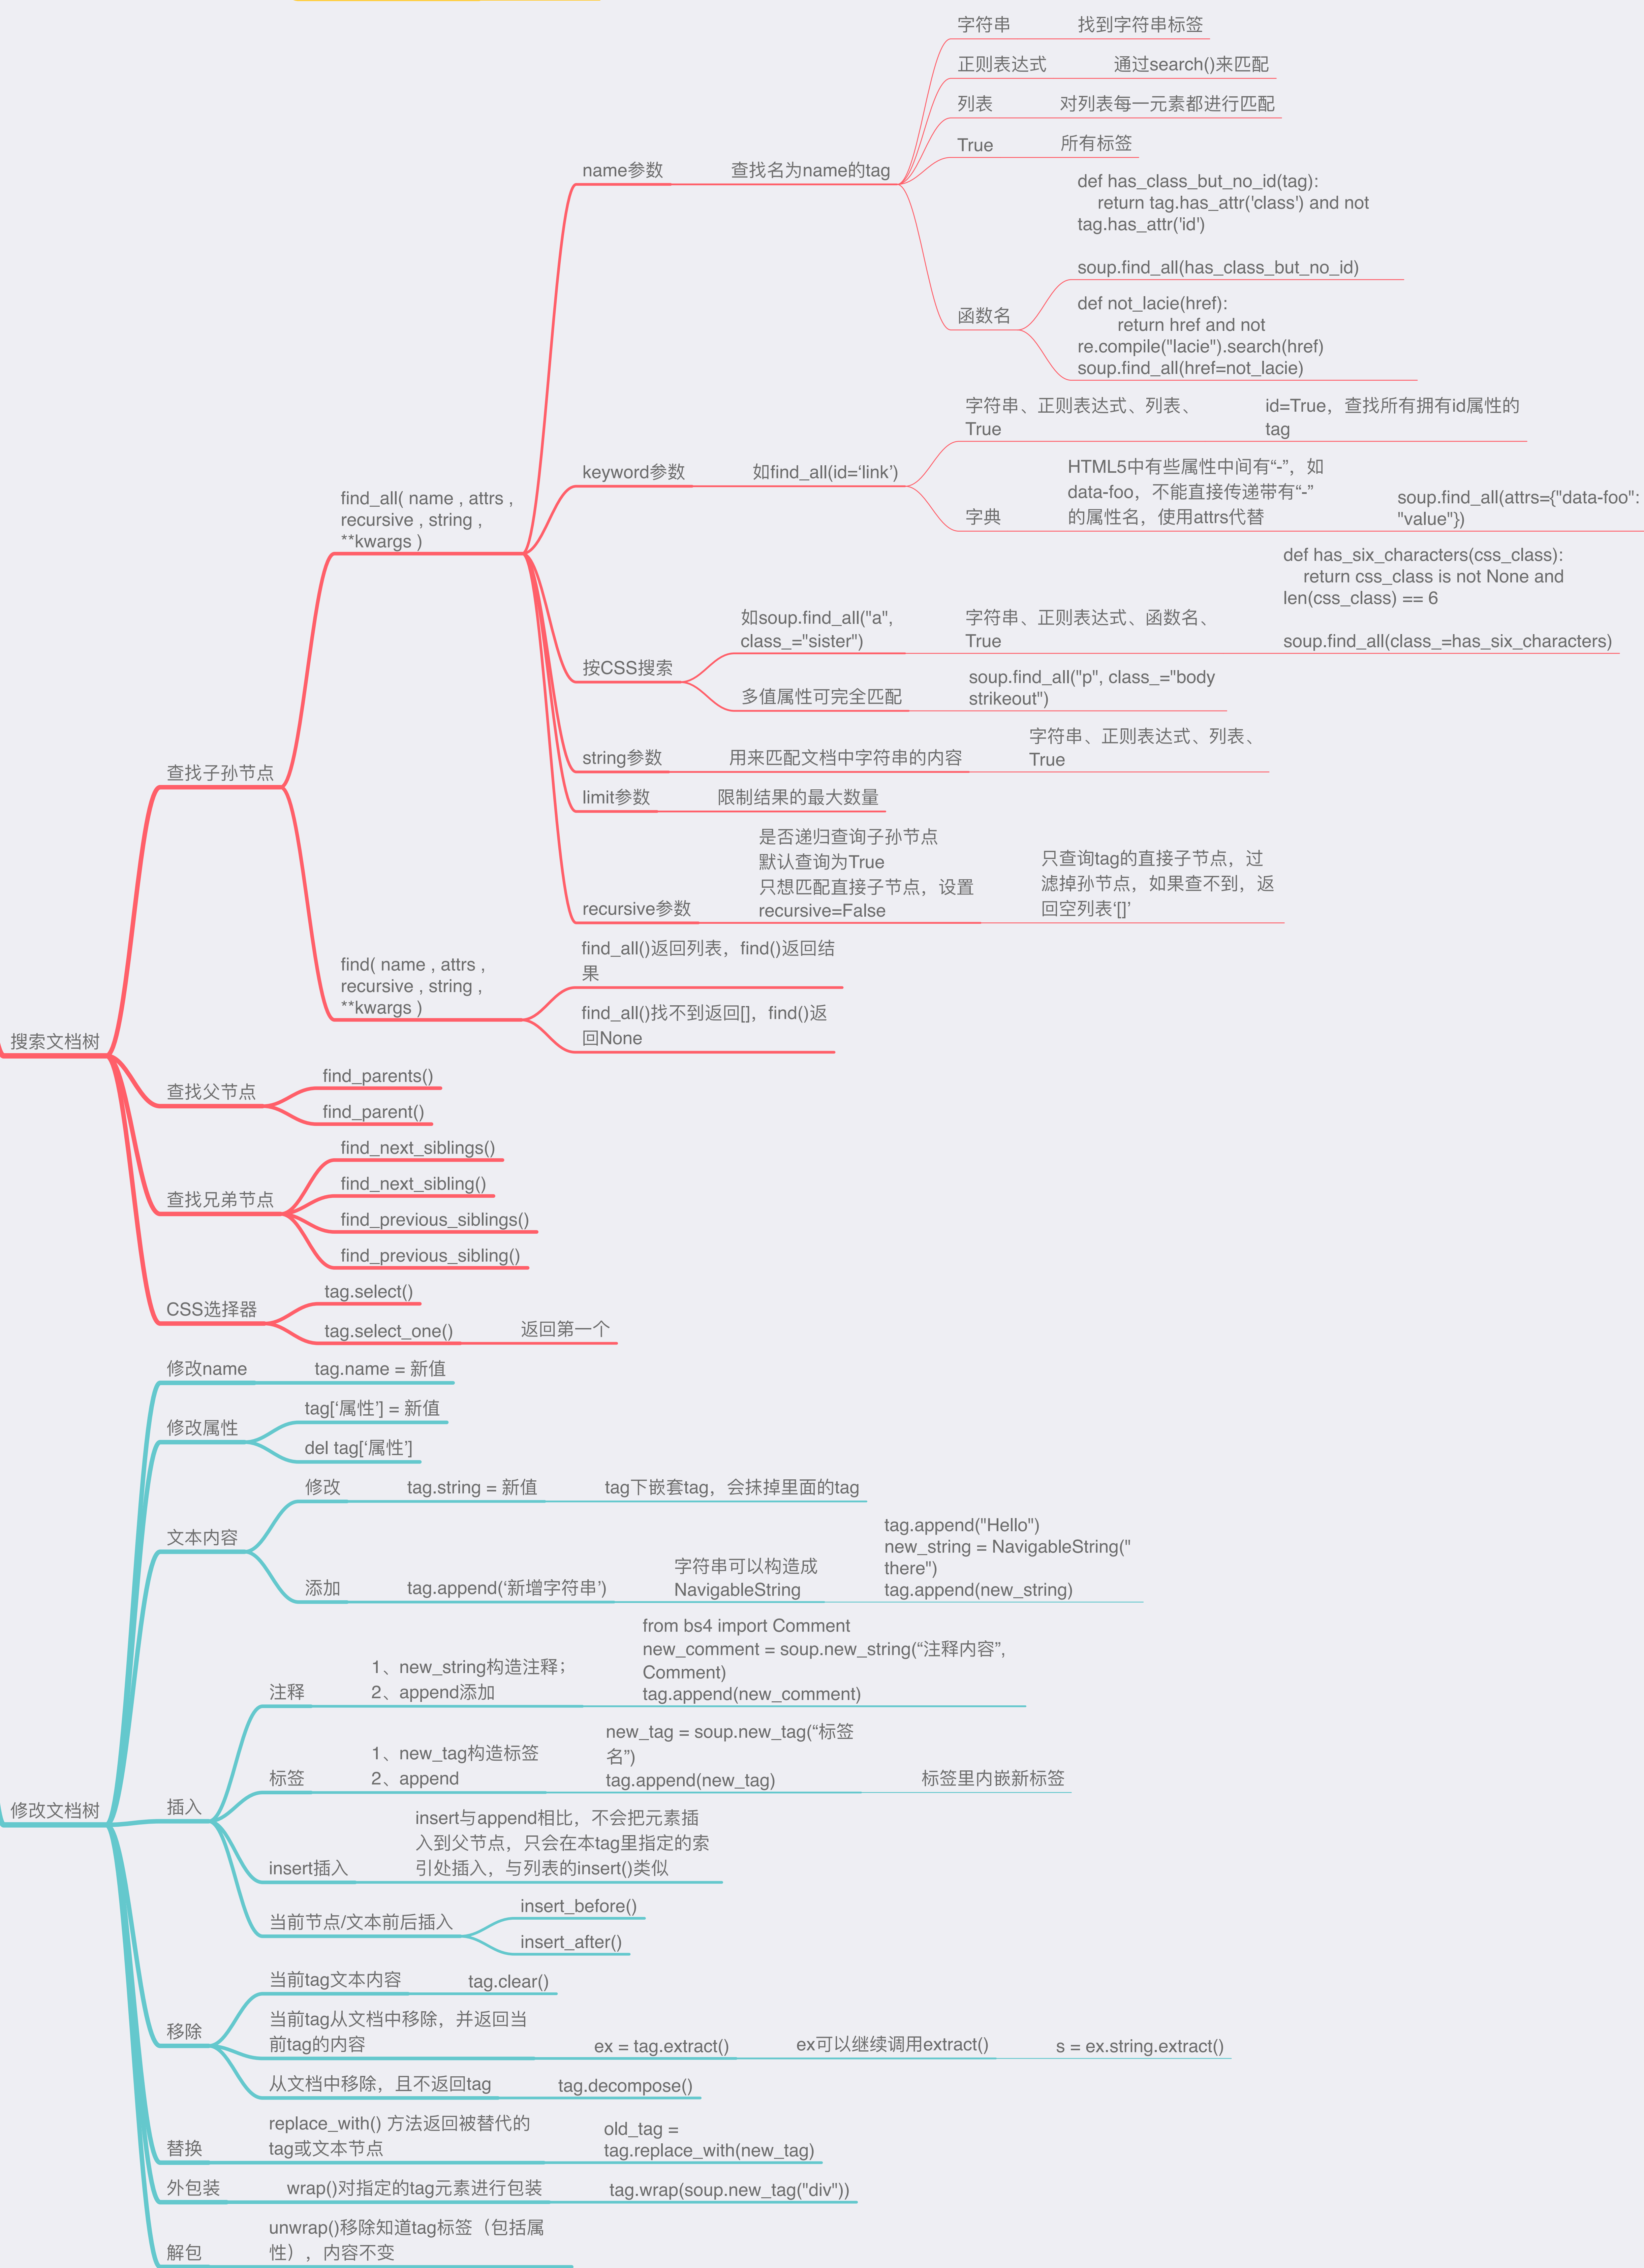 字符串
找到字符串标签
正则表达式
通过search()来匹配
列表
对列表每一元素都进行匹配
True
所有标签
name参数
查找名为name的tag
def has_class_but_no_id(tag):
return tag.has_attr('class') and not
tag.has_attr('id')
soup.find_all(has_class_but_no_id)
函数名
def not_lacie(href):
return href and not
re.compile("lacie").search(href)
soup.find_all(href=not_lacie)
find_all( name , attrs ,
recursive , string ,
**kwargs )
keyword参数
如find_all(id=‘link’)
字符串、正则表达式、列表、
True
id=True，查找所有拥有id属性的
tag
字典
HTML5中有些属性中间有“-”，如
data-foo，不能直接传递带有“-”
的属性名，使用attrs代替
soup.find_all(attrs={"data-foo":
"value"})
按CSS搜索
如soup.find_all("a",
class_="sister")
字符串、正则表达式、函数名、
True
def has_six_characters(css_class):
return css_class is not None and
len(css_class) == 6
soup.find_all(class_=has_six_characters)
多值属性可完全匹配
soup.find_all("p", class_="body
strikeout")
string参数
用来匹配文档中字符串的内容
字符串、正则表达式、列表、
True
查找子孙节点
limit参数
限制结果的最大数量
recursive参数
是否递归查询子孙节点
默认查询为True
只想匹配直接子节点，设置
recursive=False
只查询tag的直接子节点，过
滤掉孙节点，如果查不到，返
回空列表‘[]’
find( name , attrs ,
recursive , string ,
**kwargs )
find_all()返回列表，find()返回结
果
find_all()找不到返回[]，find()返
回None
搜索文档树
查找父节点
find_parents()
find_parent()
查找兄弟节点
find_next_siblings()
find_next_sibling()
find_previous_siblings()
find_previous_sibling()
CSS选择器
tag.select()
tag.select_one()
返回第一个
修改name
tag.name = 新值
修改属性
tag[‘属性’] = 新值
del tag[‘属性’]
文本内容
修改
tag.string = 新值
tag下嵌套tag，会抹掉里面的tag
添加
tag.append(‘新增字符串’)
字符串可以构造成
NavigableString
tag.append("Hello")
new_string = NavigableString("
there")
tag.append(new_string)
修改文档树
插入
注释
1、new_string构造注释；
2、append添加
from bs4 import Comment
new_comment = soup.new_string(“注释内容”,
Comment)
tag.append(new_comment)
标签
1、new_tag构造标签
2、append
new_tag = soup.new_tag(“标签
名”)
tag.append(new_tag)
标签里内嵌新标签
insert插入
insert与append相比，不会把元素插
入到父节点，只会在本tag里指定的索
引处插入，与列表的insert()类似
当前节点/文本前后插入
insert_before()
insert_after()
移除
当前tag文本内容
tag.clear()
当前tag从文档中移除，并返回当
前tag的内容
ex = tag.extract()
ex可以继续调用extract()
s = ex.string.extract()
从文档中移除，且不返回tag
tag.decompose()
替换
replace_with() 方法返回被替代的
tag或文本节点
old_tag =
tag.replace_with(new_tag)
外包装
wrap()对指定的tag元素进行包装
tag.wrap(soup.new_tag("div"))
解包
unwrap()移除知道tag标签（包括属
性），内容不变